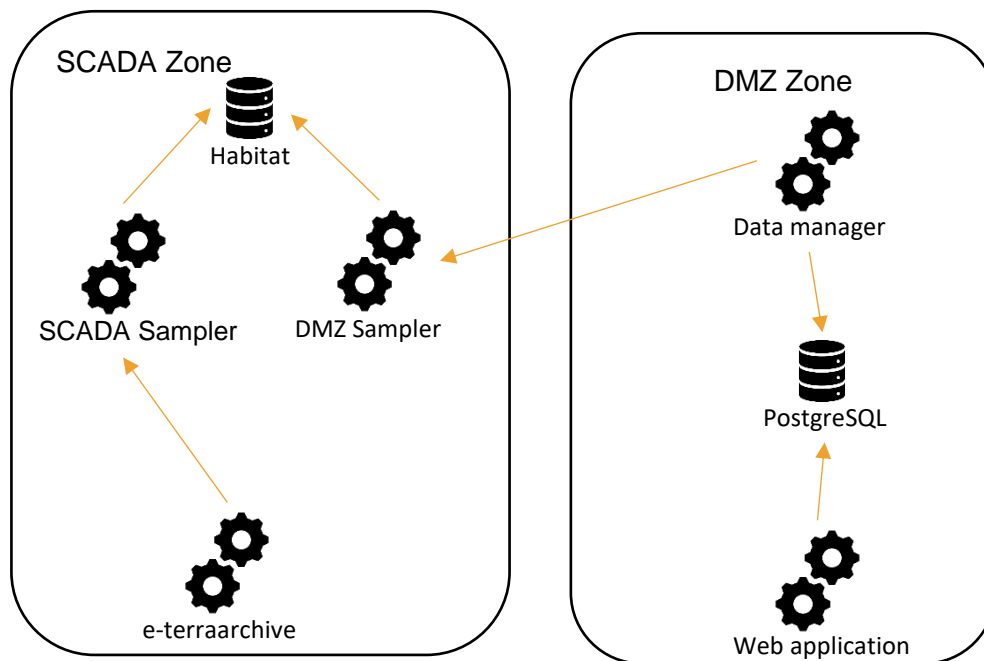 SCADA Zone
Habitat
SCADA Sampler
DMZ Sampler
e-terraarchive
DMZ Zone
Data manager
PostgreSQL
Web application